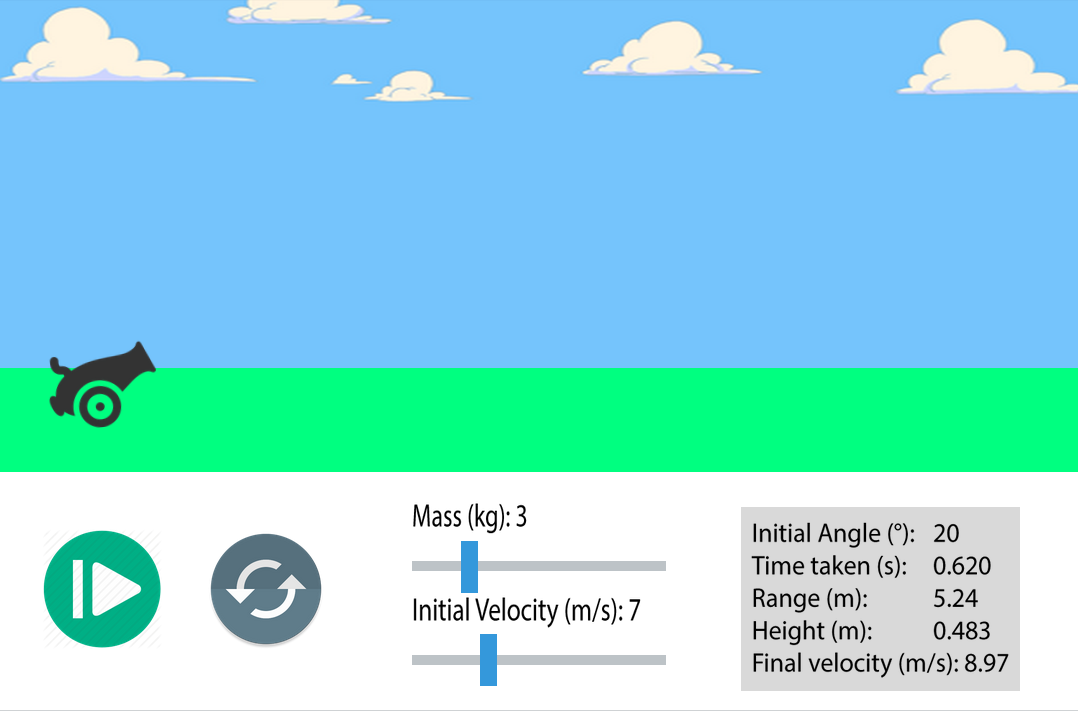 Mass (kg): 3
Initial Velocity (m/s): 7
Initial Angle (°): 20
Time taken (s): 0.620
Range (m): 5.24
Height (m): 0.483
Final velocity (m/s): 8.97